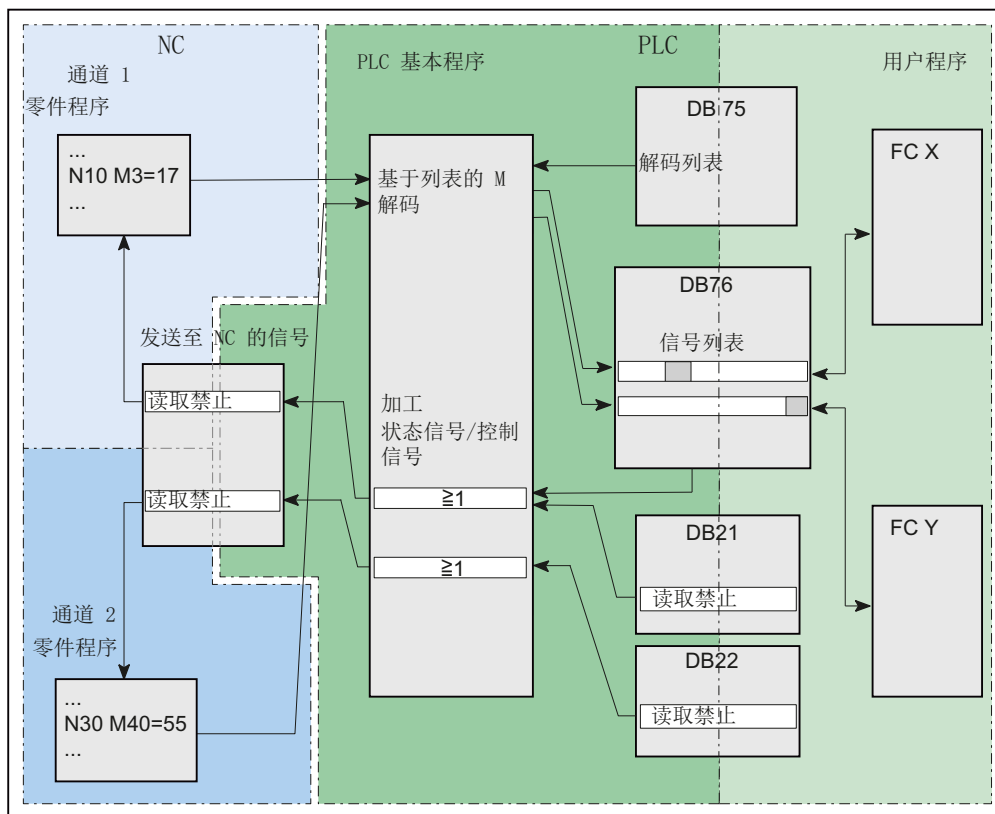 NC
PLC
通道 1
零件程序
PLC 基本程序
用户程序
...
N10 M3=17
...
基于列表的 M
解码
DB 75
解码列表
FC X
DB76
信号列表
发送至 NC 的信号
读取禁止
读取禁止
加工
状态信号/控制
信号
≧1
≧1
DB21
读取禁止
FC Y
DB22
读取禁止
通道 2
零件程序
...
N30 M40=55
...